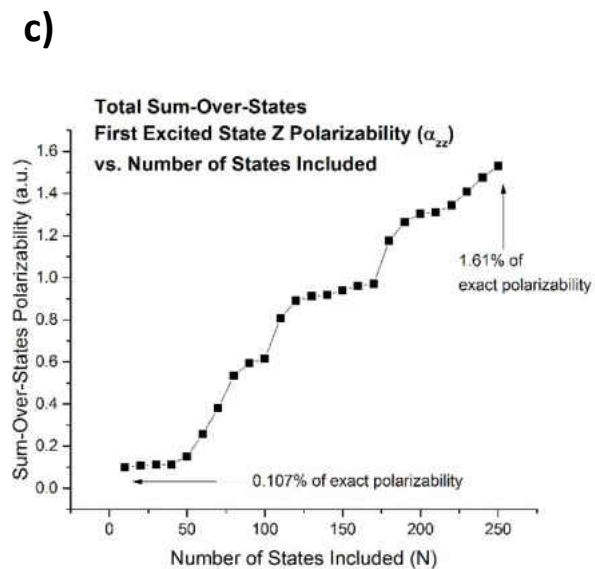 c)
Total Sum-Over-States
First Excited State Z Polarizability (αzz)
vs. Number of States Included
Sum-Over-States Polarizability (a.u.)
1.6
1.4
1.2
1.0
0.8
0.6
0.4
0.2
0.0
1.61% of
exact polarizability
0.107% of exact polarizability
0
50
100
150
200
250
Number of States Included (N)